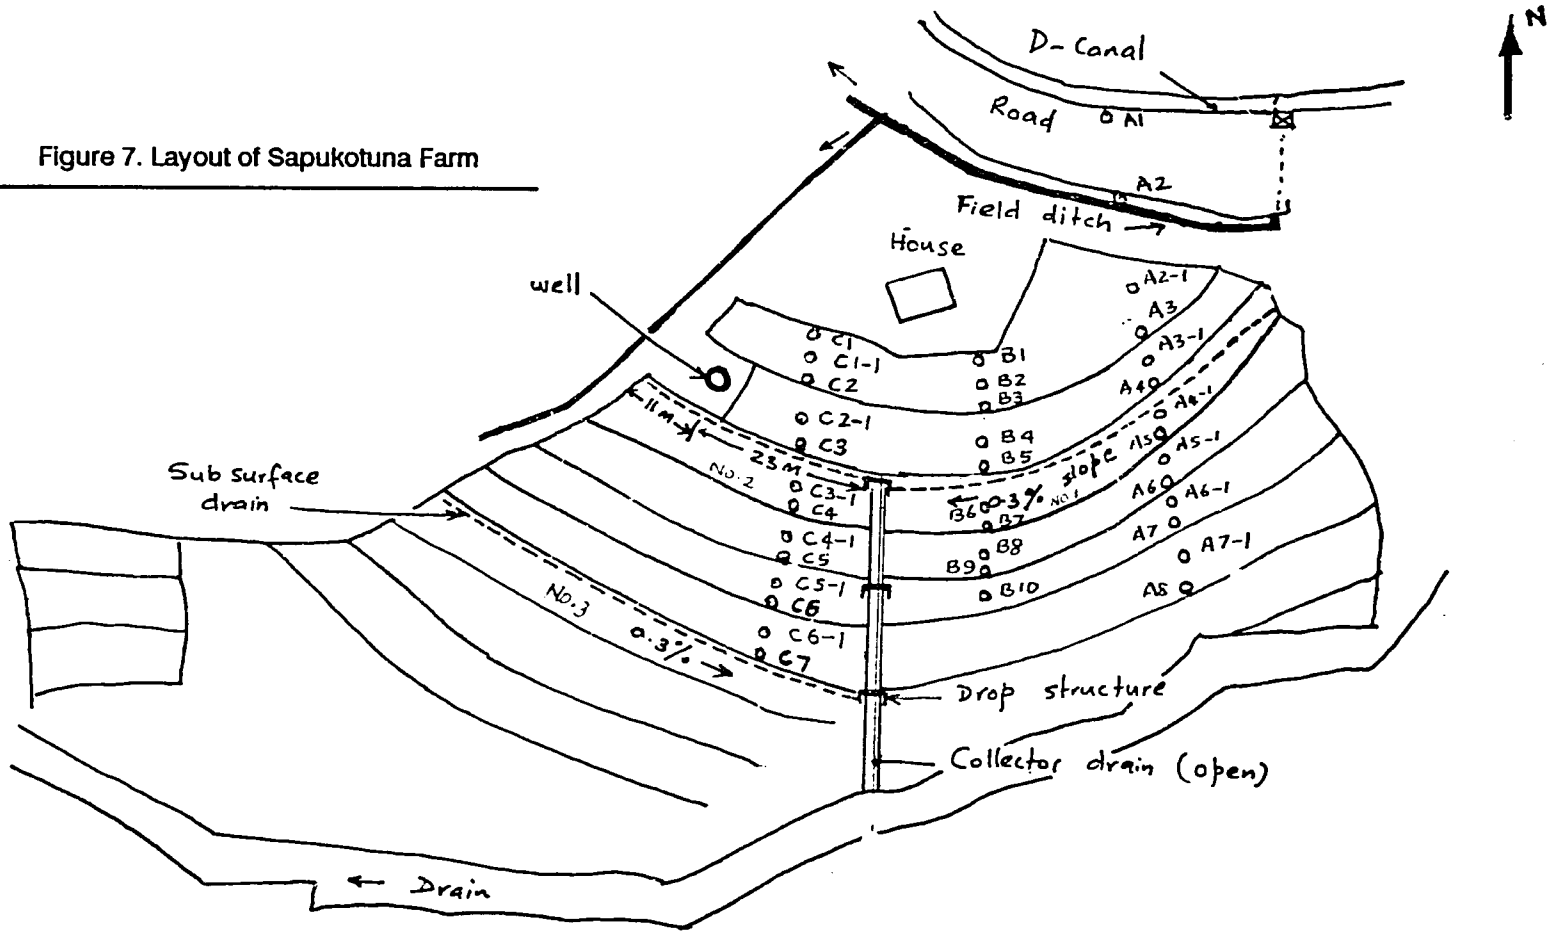 N
D-Canal
Road
A1
Figure 7. Layout of Sapukotuna Farm
A2
Field ditch →
House
A2-1
well
A3
C1
A3-1
C1-1
B1
C2
B2
A4
B3
A4-1
11 M
C2-1
B4
A5
A5-1
C3
B5
23 M
slope
No.2
0.3%
No.1
Sub surface
drain
C3-1
C4
B6
B7
A6
A6-1
C4-1
B8
A7
A7-1
C5
B9
C5-1
B10
A8
C6
No.3
0.3%
C6-1
C7
Drop structure
Collector drain (open)
← Drain